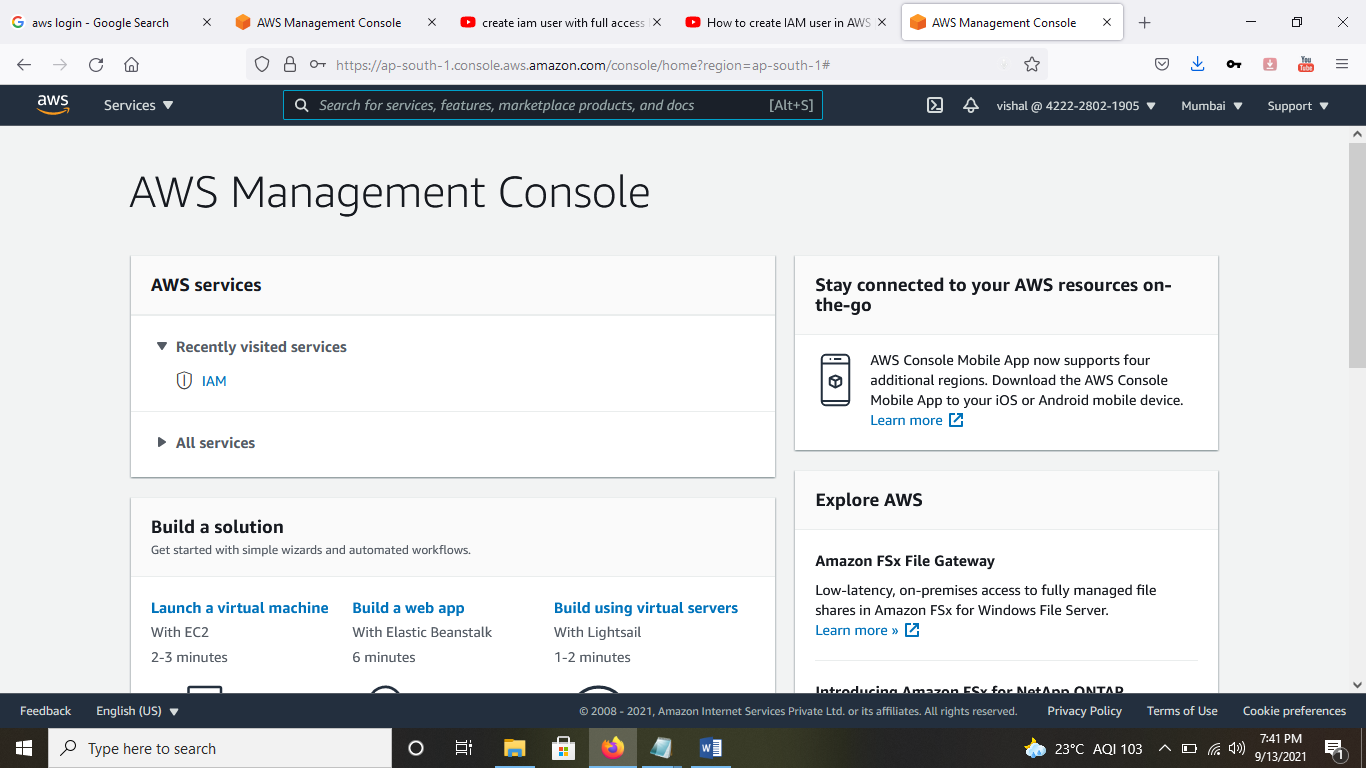 aws login - Google Search
AWS Management Console
create iam user with full access
How to create IAM user in AWS
AWS Management Console
https://ap-south-1.console.aws.amazon.com/console/home?region=ap-south-1#
You
Tube
aws
Services
Search for services, features, marketplace products, and docs
[Alt+S]
vishal @ 4222-2802-1905
Mumbai
Support
AWS Management Console
AWS services
Recently visited services
IAM
All services
Build a solution
Get started with simple wizards and automated workflows.
Launch a virtual machine
With EC2
2-3 minutes
Build a web app
With Elastic Beanstalk
6 minutes
Build using virtual servers
With Lightsail
1-2 minutes
Stay connected to your AWS resources on-
the-go
AWS Console Mobile App now supports four
additional regions. Download the AWS Console
Mobile App to your iOS or Android mobile device.
Learn more
Explore AWS
Amazon FSx File Gateway
Low-latency, on-premises access to fully managed file
shares in Amazon FSx for Windows File Server.
Learn more »
Introducing Amazon FSx for NetApp ONTAP
Feedback
English (US)
© 2008 - 2021, Amazon Internet Services Private Ltd. or its affiliates. All rights reserved.
Privacy Policy
Terms of Use
Cookie preferences
Type here to search
23°C AQI 103
7:41 PM
9/13/2021
1